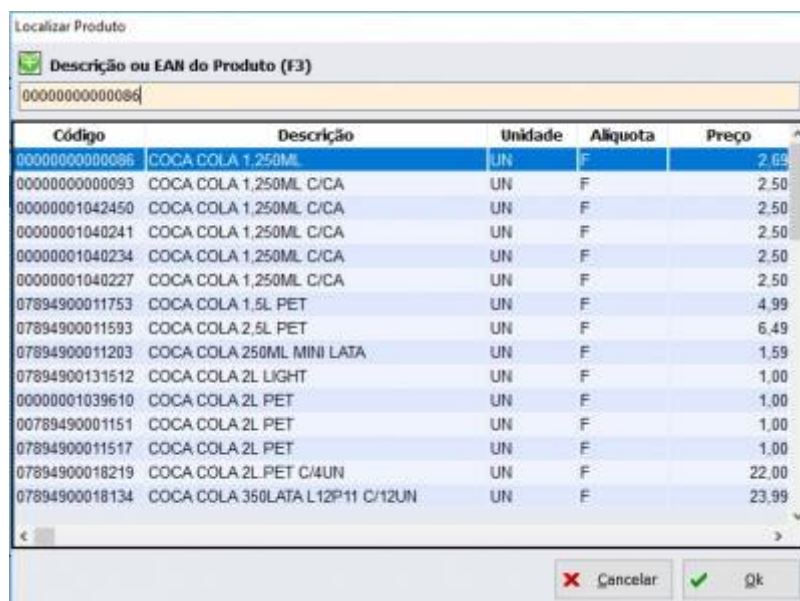 Localizar Produto
Descrição ou EAN do Produto (F3)
00000000000086
Código Descrição Unidade Alíquota Preço
00000000000086 COCA COLA 1,250ML UN F 2,69
00000000000093 COCA COLA 1,250ML C/CA UN F 2,50
00000001042450 COCA COLA 1,250ML C/CA UN F 2,50
00000001040241 COCA COLA 1,250ML C/CA UN F 2,50
00000001040234 COCA COLA 1,250ML C/CA UN F 2,50
00000001040227 COCA COLA 1,250ML C/CA UN F 2,50
07894900011753 COCA COLA 1,5L PET UN F 4,99
07894900011593 COCA COLA 2,5L PET UN F 6,49
07894900011203 COCA COLA 250ML MINI LATA UN F 1,59
07894900131512 COCA COLA 2L LIGHT UN F 1,00
00000001039610 COCA COLA 2L PET UN F 1,00
00789490001151 COCA COLA 2L PET UN F 1,00
07894900011517 COCA COLA 2L PET UN F 1,00
07894900018219 COCA COLA 2L.PET C/4UN UN F 22,00
07894900018134 COCA COLA 350LATA L12P11 C/12UN UN F 23,99
Cancelar Ok